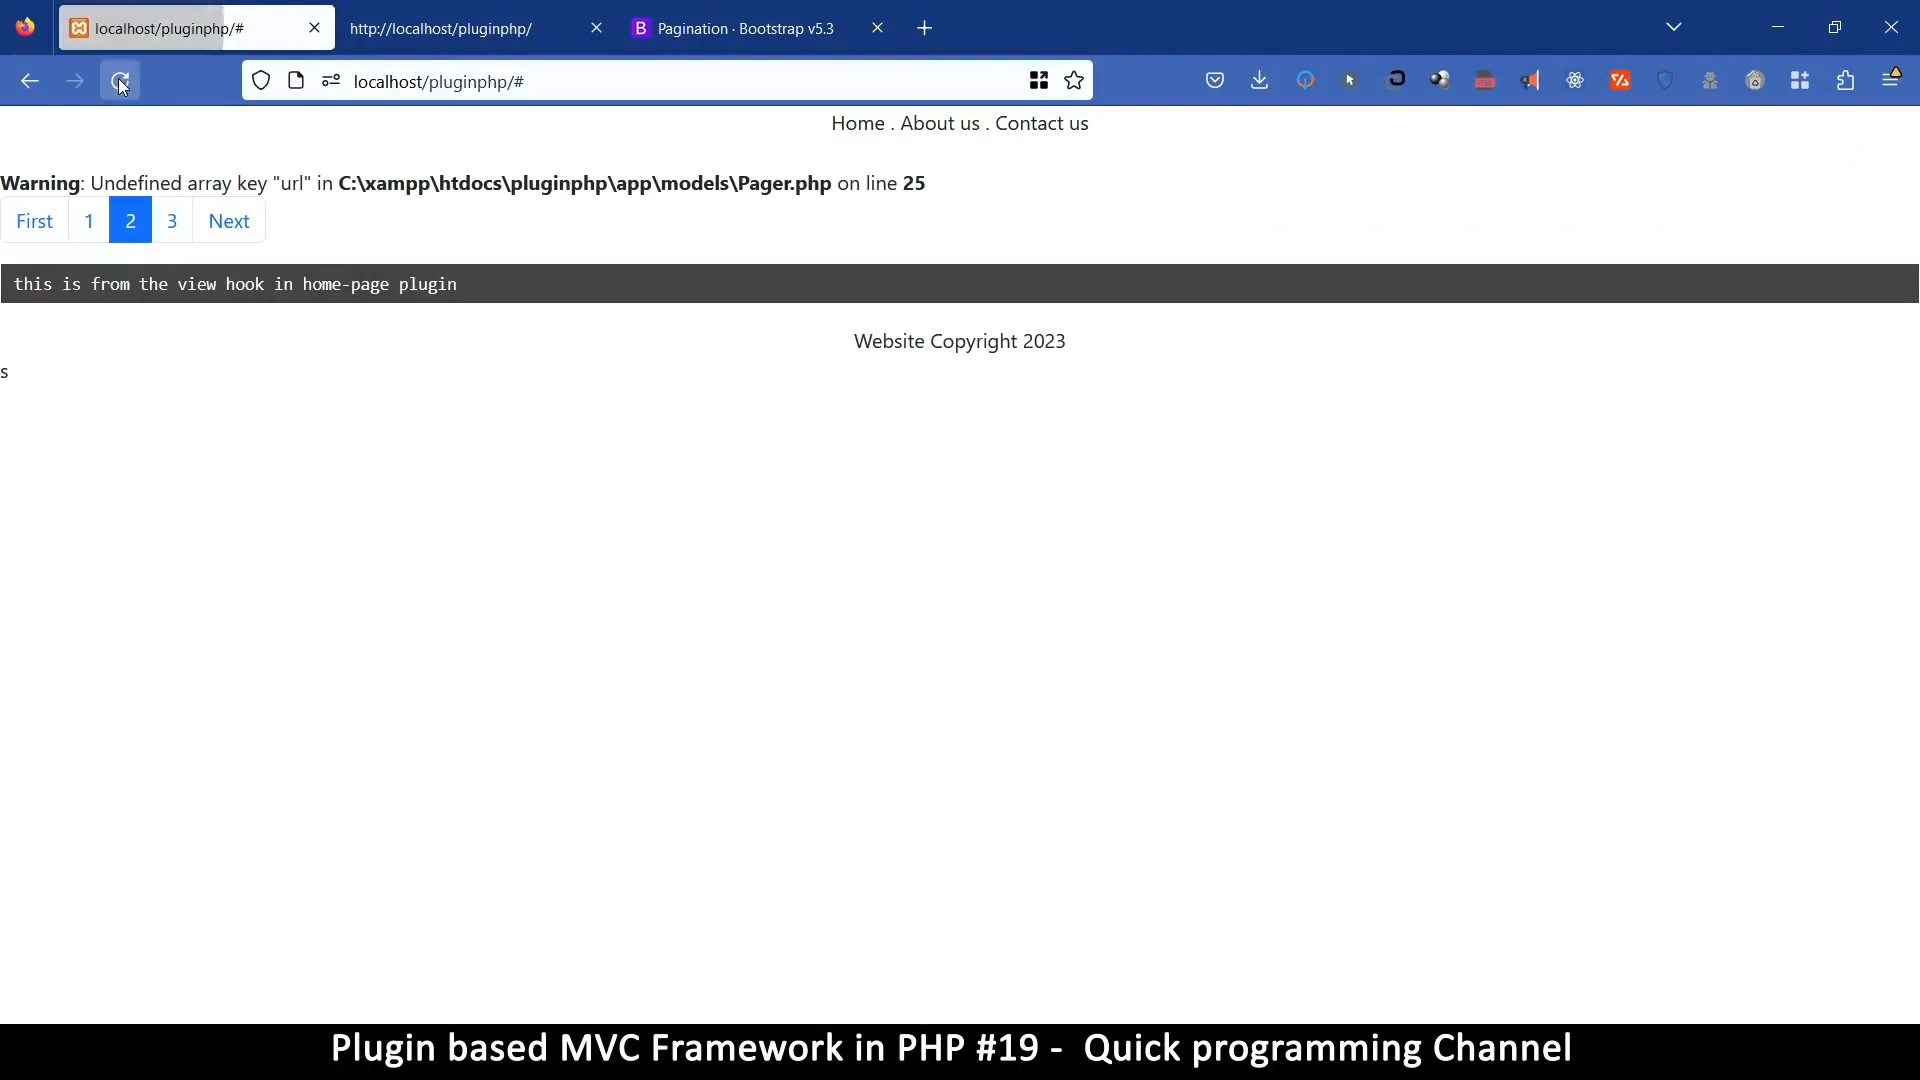 localhost/pluginphp/#
http://localhost/pluginphp/
B Pagination · Bootstrap v5.3
localhost/pluginphp/#
Home . About us . Contact us
Warning: Undefined array key "url" in C:\xampp\htdocs\pluginphp\app\models\Pager.php on line 25
First 1 2 3 Next
this is from the view hook in home-page plugin
Website Copyright 2023
s
Plugin based MVC Framework in PHP #19 - Quick programming Channel